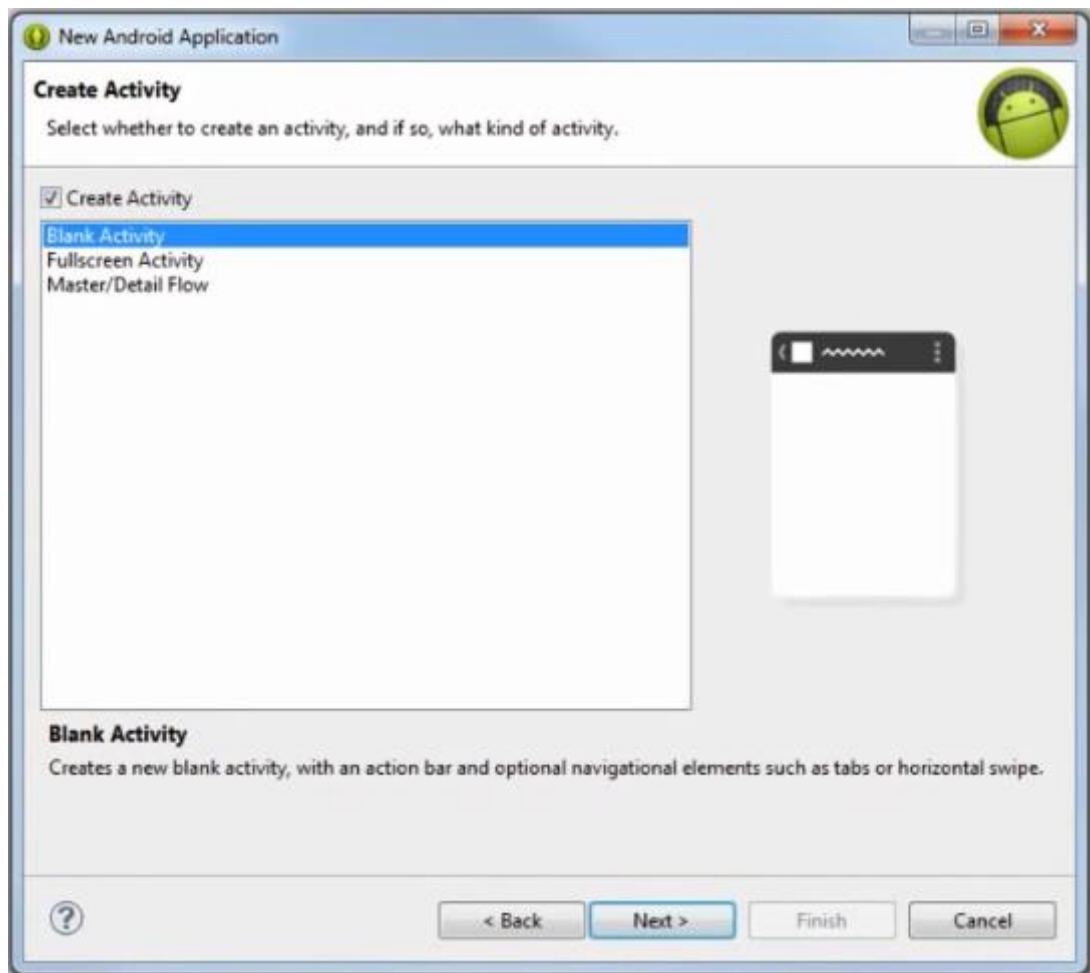 New Android Application
Create Activity
Select whether to create an activity, and if so, what kind of activity.
Create Activity
Blank Activity
Fullscreen Activity
Master/Detail Flow
Blank Activity
Creates a new blank activity, with an action bar and optional navigational elements such as tabs or horizontal swipe.
? < Back Next > Finish Cancel